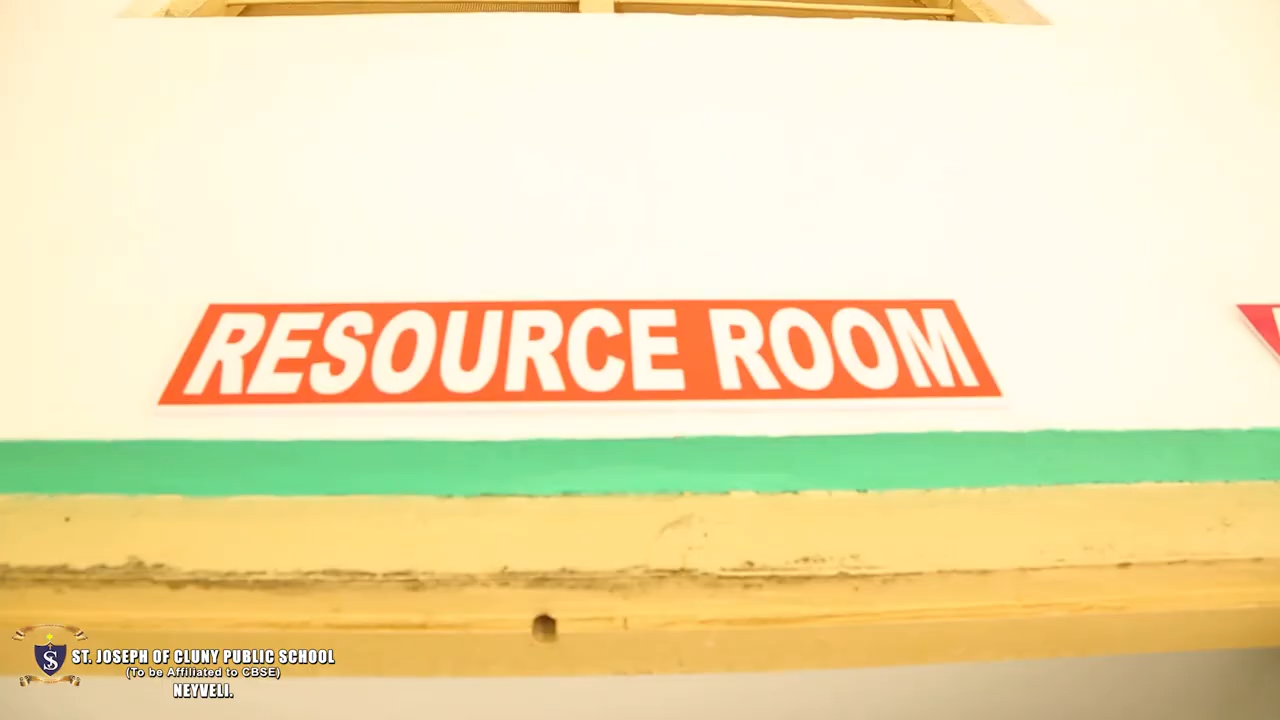 RESOURCE ROOM
ST. JOSEPH OF CLUNY PUBLIC SCHOOL
(To be Affiliated to CBSE)
NEYVELI.